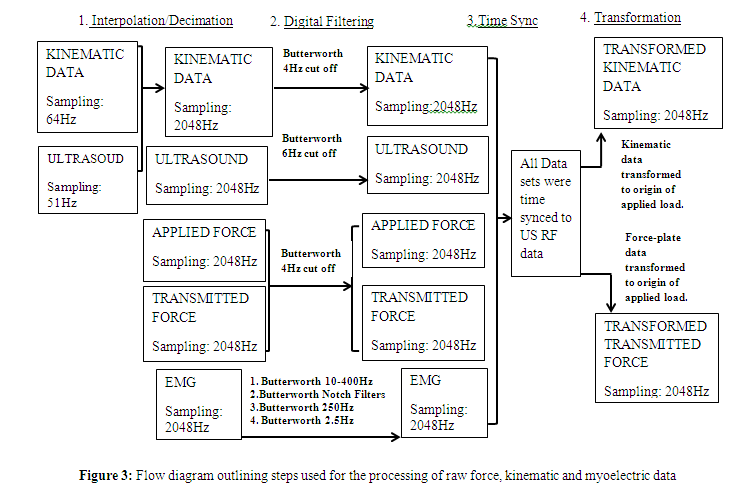 1. Interpolation/Decimation
2. Digital Filtering
3.Time Sync
4. Transformation
KINEMATIC
DATA
Sampling:
64Hz
KINEMATIC
DATA
Sampling:
2048Hz
Butterworth
4Hz cut off
KINEMATIC
DATA
Sampling:2048Hz
TRANSFORMED
KINEMATIC
DATA
Sampling: 2048Hz
ULTRASOUD
Sampling:
51Hz
ULTRASOUND
Sampling: 2048Hz
Butterworth
6Hz cut off
ULTRASOUND
Sampling: 2048Hz
All Data
sets were
time
synced to
US RF
data
Kinematic
data
transformed
to origin of
applied load.
APPLIED FORCE
Sampling: 2048Hz
Butterworth
4Hz cut off
APPLIED FORCE
Sampling: 2048Hz
Force-plate
data
transformed
to origin of
applied load.
TRANSMITTED
FORCE
Sampling: 2048Hz
TRANSMITTED
FORCE
Sampling: 2048Hz
TRANSFORMED
TRANSMITTED
FORCE
Sampling: 2048Hz
EMG
Sampling:
2048Hz
1. Butterworth 10-400Hz
2.Butterworth Notch Filters
3.Butterworth 250Hz
4. Butterworth 2.5Hz
EMG
Sampling:
2048Hz
Figure 3: Flow diagram outlining steps used for the processing of raw force, kinematic and myoelectric data